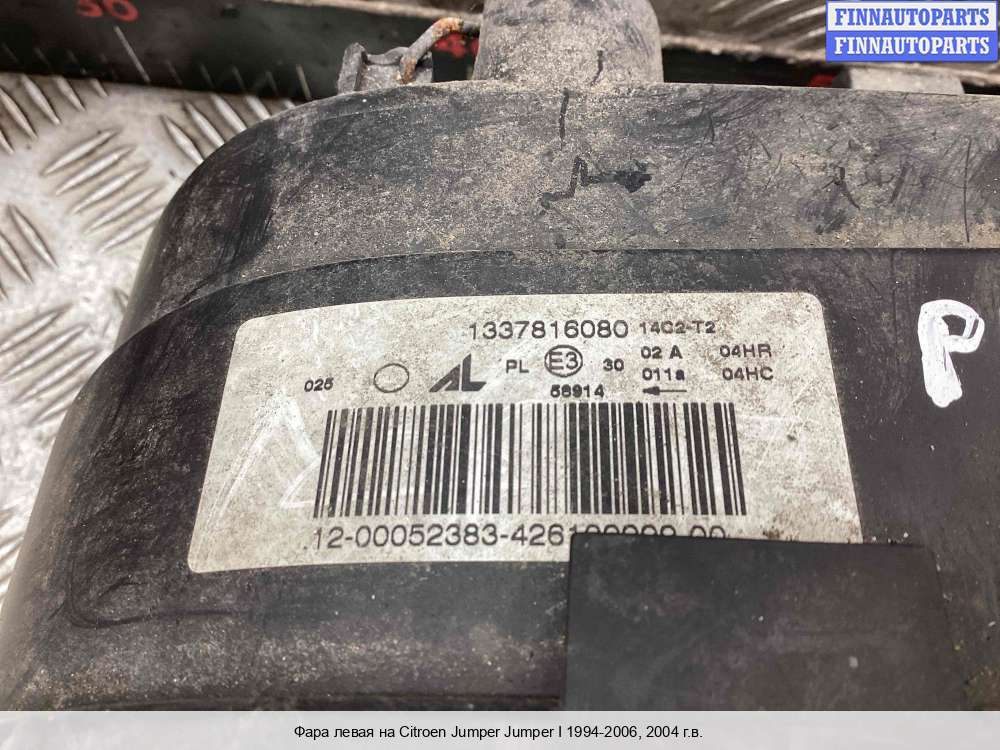 FINNAUTOPARTS
FINNAUTOPARTS
1337816080 14C2-T2
025 AL PL E3 30 02 A 04HR
011a 04HC
58914
P
Фара левая на Citroen Jumper Jumper I 1994-2006, 2004 г.в.